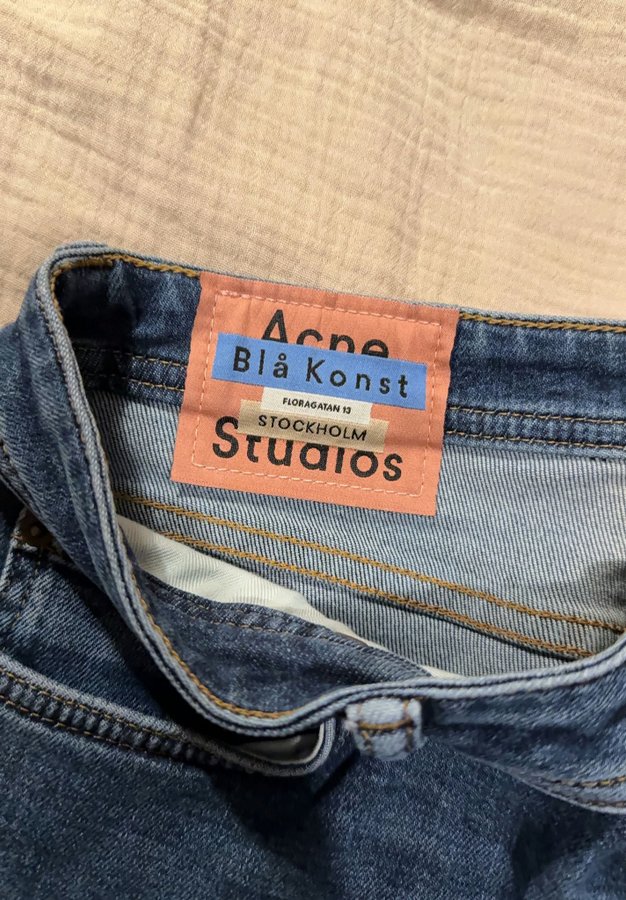 Acne
Blå Konst
FLORAGATAN 13
STOCKHOLM
Studios